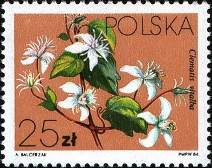 POLSKA
Clematis vitalba
25 zł
A. BALCERZAK
PWPW 84